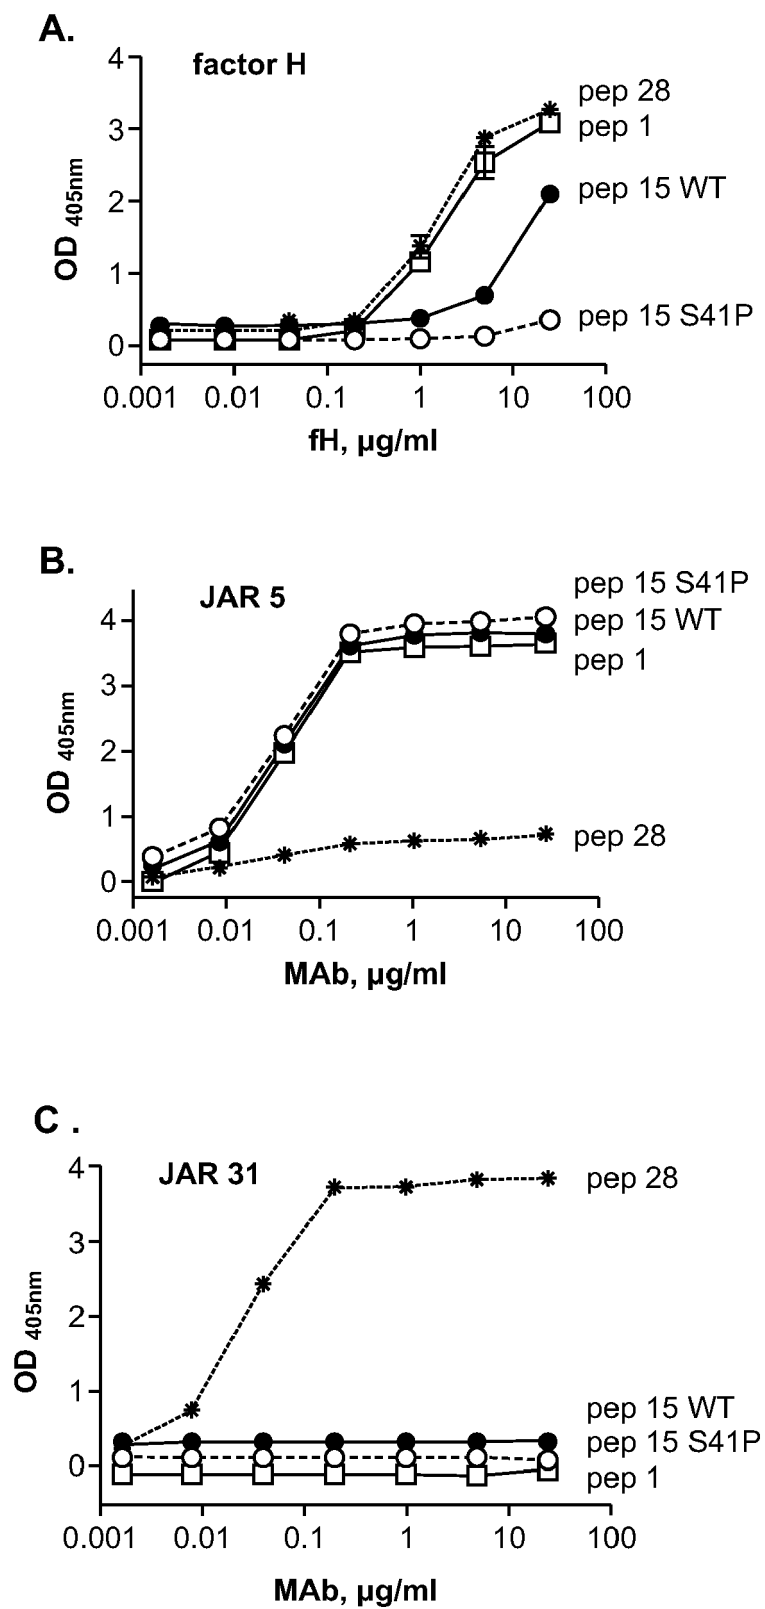 A.
factor H
4
3
2
1
0
OD 405nm
pep 28
pep 1
pep 15 WT
pep 15 S41P
0.001 0.01 0.1 1 10 100
fH, µg/ml
B.
JAR 5
4
3
2
1
0
OD 405nm
pep 15 S41P
pep 15 WT
pep 1
pep 28
0.001 0.01 0.1 1 10 100
MAb, µg/ml
C .
JAR 31
4
3
2
1
0
OD 405nm
pep 28
pep 15 WT
pep 15 S41P
pep 1
0.001 0.01 0.1 1 10 100
MAb, µg/ml